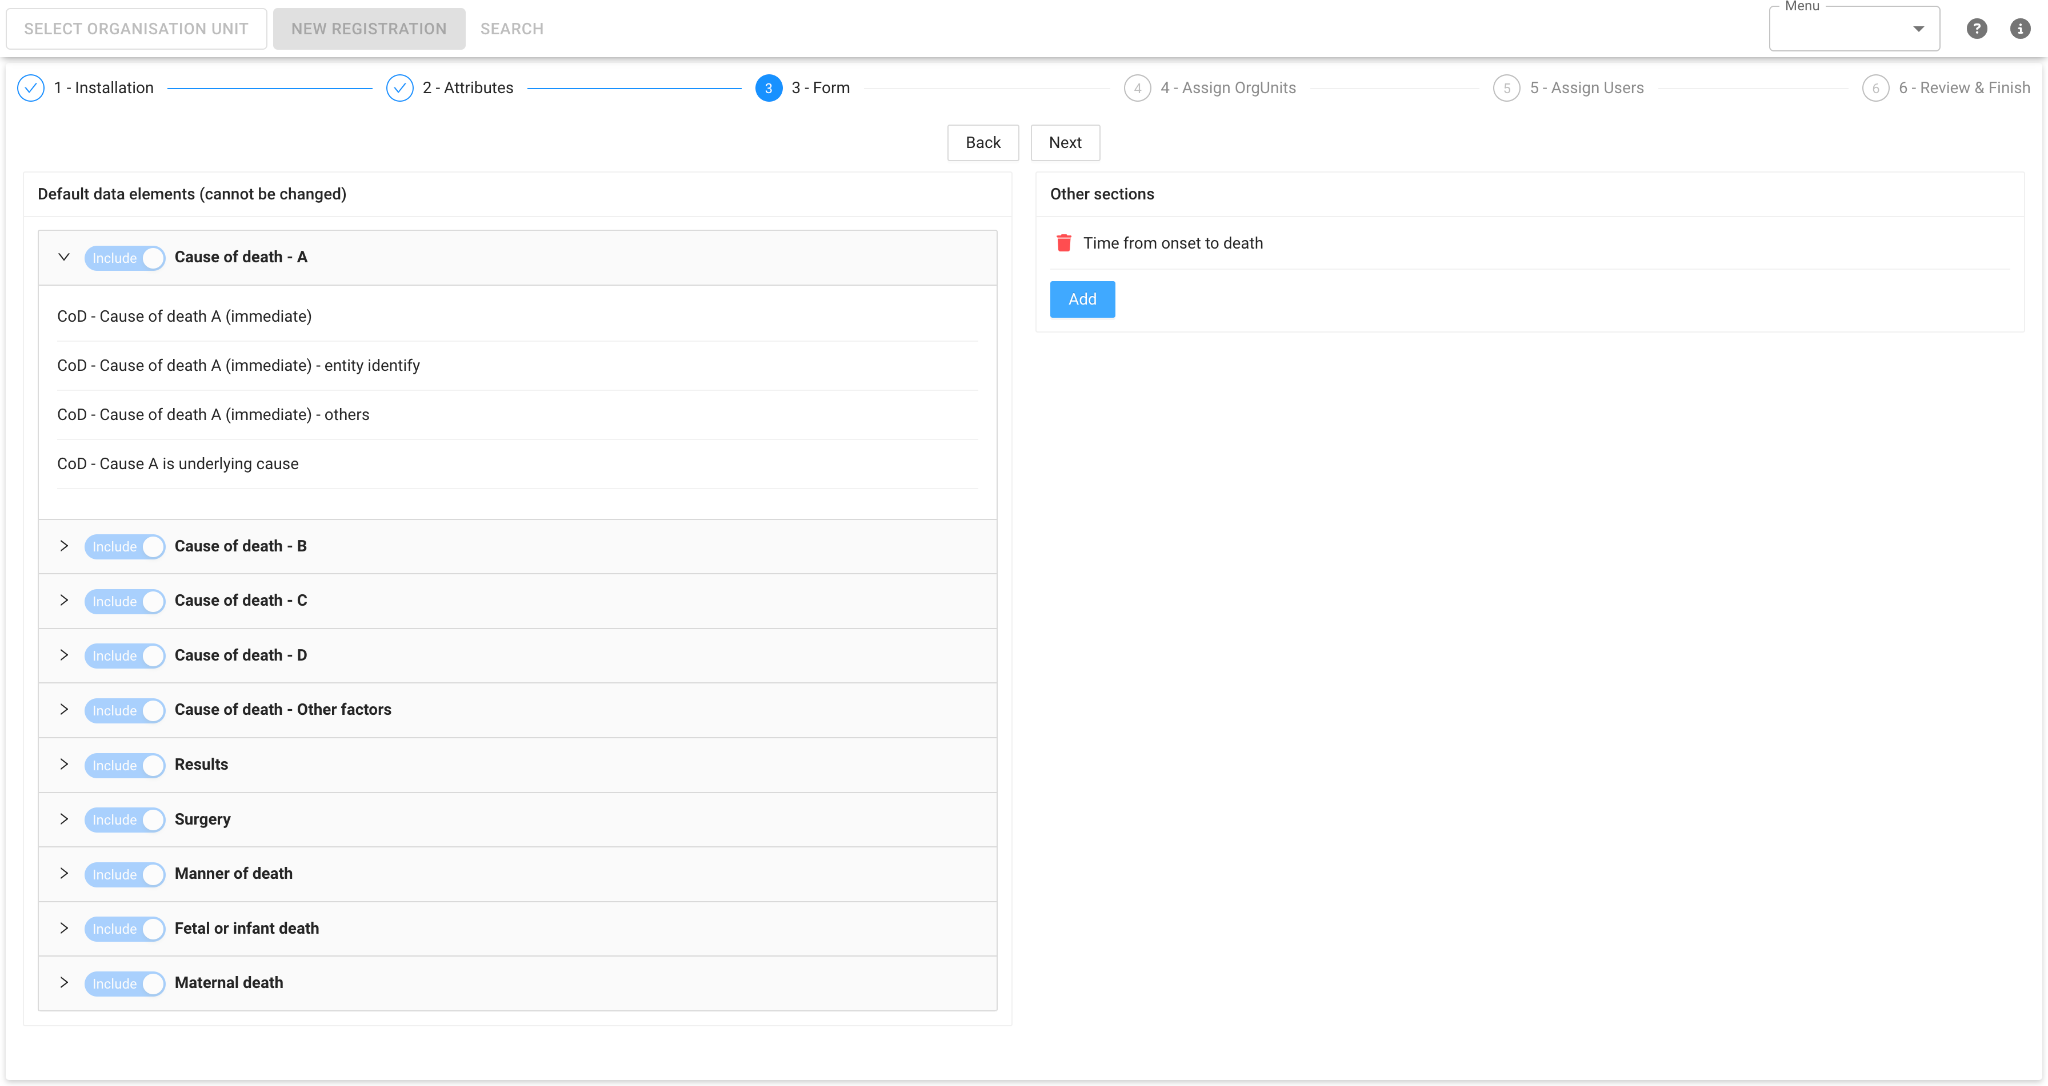 SELECT ORGANISATION UNIT
NEW REGISTRATION
SEARCH
Menu
?
i
1 - Installation
2 - Attributes
3
3 - Form
4
4 - Assign OrgUnits
5
5 - Assign Users
6
6 - Review & Finish
Back
Next
Default data elements (cannot be changed)
Include
Cause of death - A
CoD - Cause of death A (immediate)
CoD - Cause of death A (immediate) - entity identify
CoD - Cause of death A (immediate) - others
CoD - Cause A is underlying cause
Include
Cause of death - B
Include
Cause of death - C
Include
Cause of death - D
Include
Cause of death - Other factors
Include
Results
Include
Surgery
Include
Manner of death
Include
Fetal or infant death
Include
Maternal death
Other sections
Time from onset to death
Add